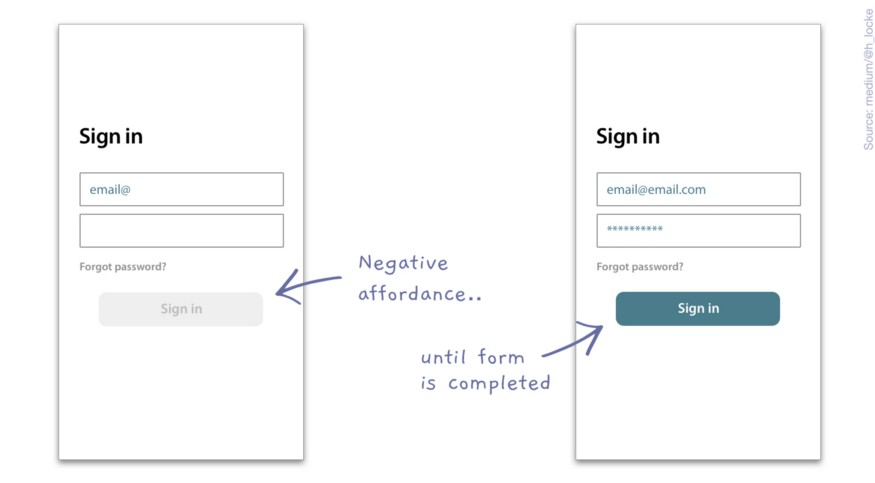 Sign in
email@
Forgot password?
Sign in
Negative
affordance..
until form
is completed
Sign in
email@email.com
**********
Forgot password?
Sign in
Source: medium/@h_locke